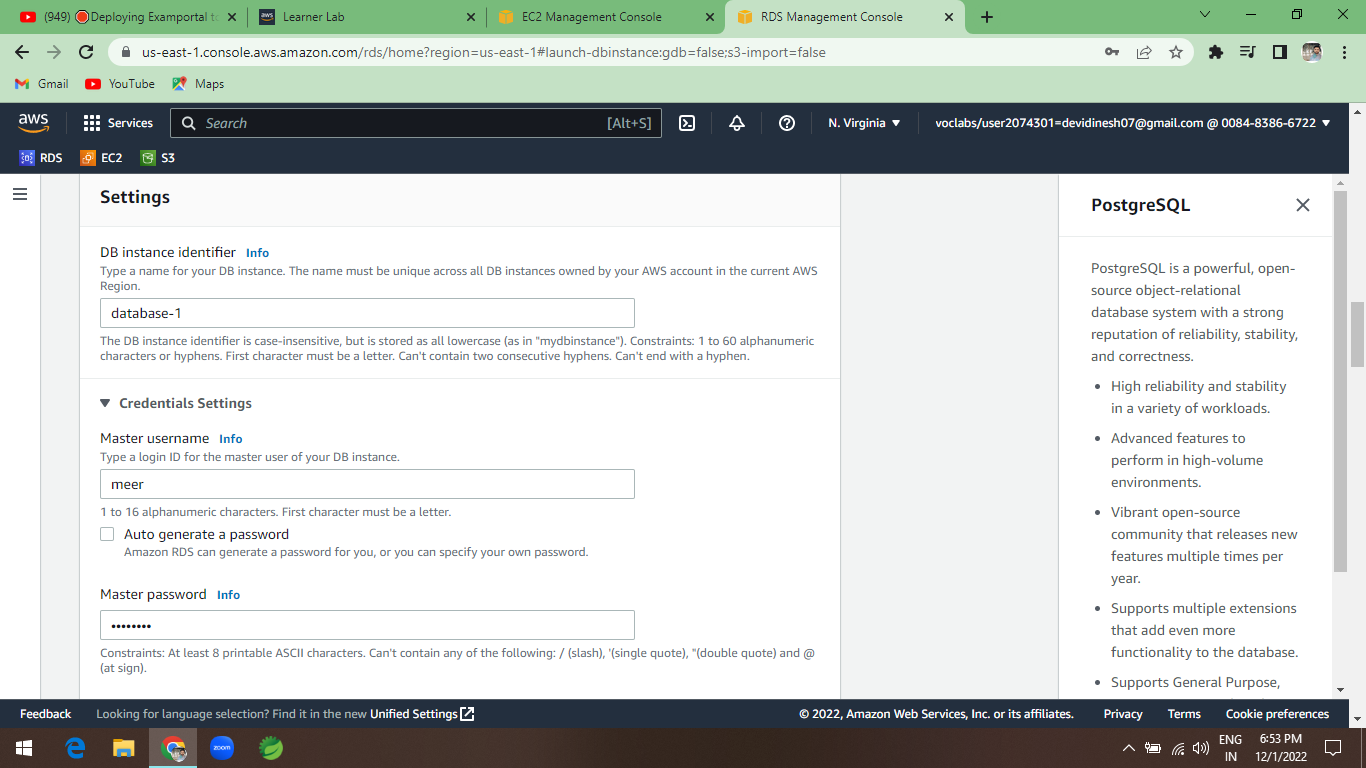 (949) 🔴Deploying Examportal to
Learner Lab
EC2 Management Console
RDS Management Console
us-east-1.console.aws.amazon.com/rds/home?region=us-east-1#launch-dbinstance:gdb=false;s3-import=false
Gmail
YouTube
Maps
aws
Services
Search
[Alt+S]
N. Virginia
voclabs/user2074301=devidinesh07@gmail.com @ 0084-8386-6722
RDS
EC2
S3
Settings
DB instance identifier Info
Type a name for your DB instance. The name must be unique across all DB instances owned by your AWS account in the current AWS
Region.
database-1
The DB instance identifier is case-insensitive, but is stored as all lowercase (as in "mydbinstance"). Constraints: 1 to 60 alphanumeric
characters or hyphens. First character must be a letter. Can't contain two consecutive hyphens. Can't end with a hyphen.
Credentials Settings
Master username Info
Type a login ID for the master user of your DB instance.
meer
1 to 16 alphanumeric characters. First character must be a letter.
Auto generate a password
Amazon RDS can generate a password for you, or you can specify your own password.
Master password Info
••••••••
Constraints: At least 8 printable ASCII characters. Can't contain any of the following: / (slash), '(single quote), "(double quote) and @
(at sign).
PostgreSQL
PostgreSQL is a powerful, open-
source object-relational
database system with a strong
reputation of reliability, stability,
and correctness.
• High reliability and stability
in a variety of workloads.
• Advanced features to
perform in high-volume
environments.
• Vibrant open-source
community that releases new
features multiple times per
year.
• Supports multiple extensions
that add even more
functionality to the database.
• Supports General Purpose,
Feedback
Looking for language selection? Find it in the new Unified Settings
© 2022, Amazon Web Services, Inc. or its affiliates.
Privacy
Terms
Cookie preferences
zoom
ENG
IN
6:53 PM
12/1/2022